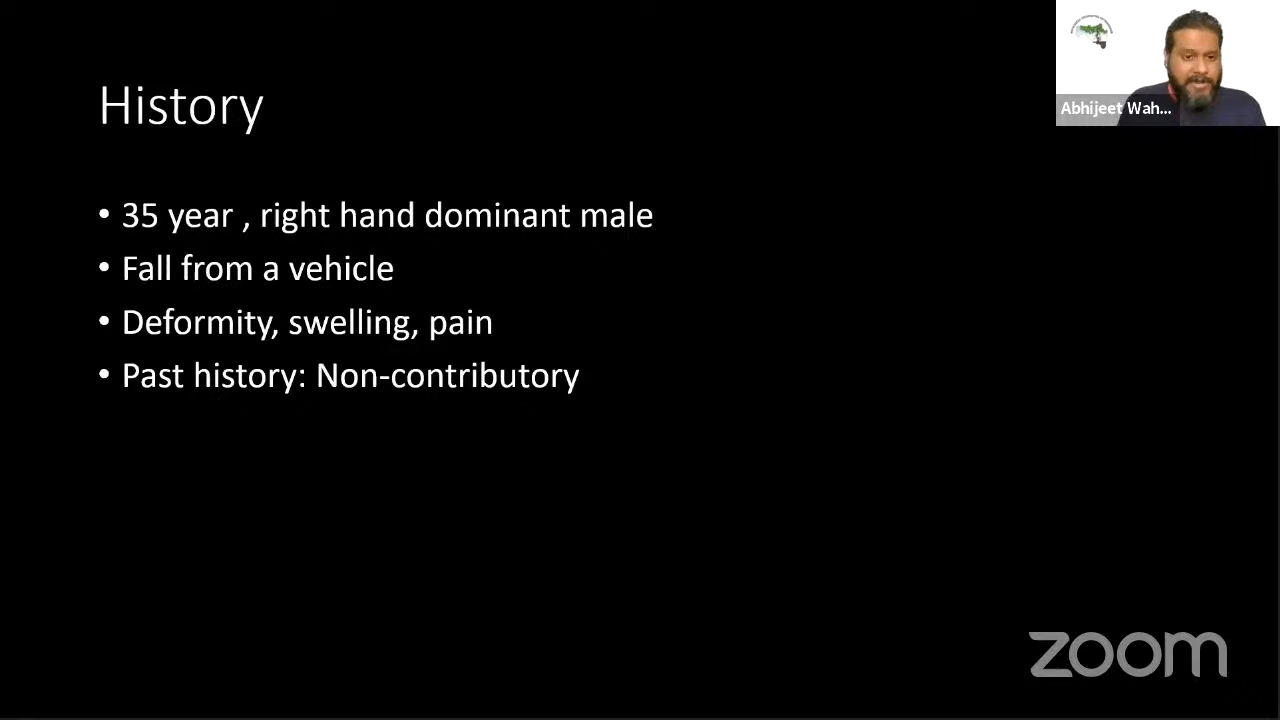 History
• 35 year , right hand dominant male
• Fall from a vehicle
• Deformity, swelling, pain
• Past history: Non-contributory
Abhijeet Wah...
zoom